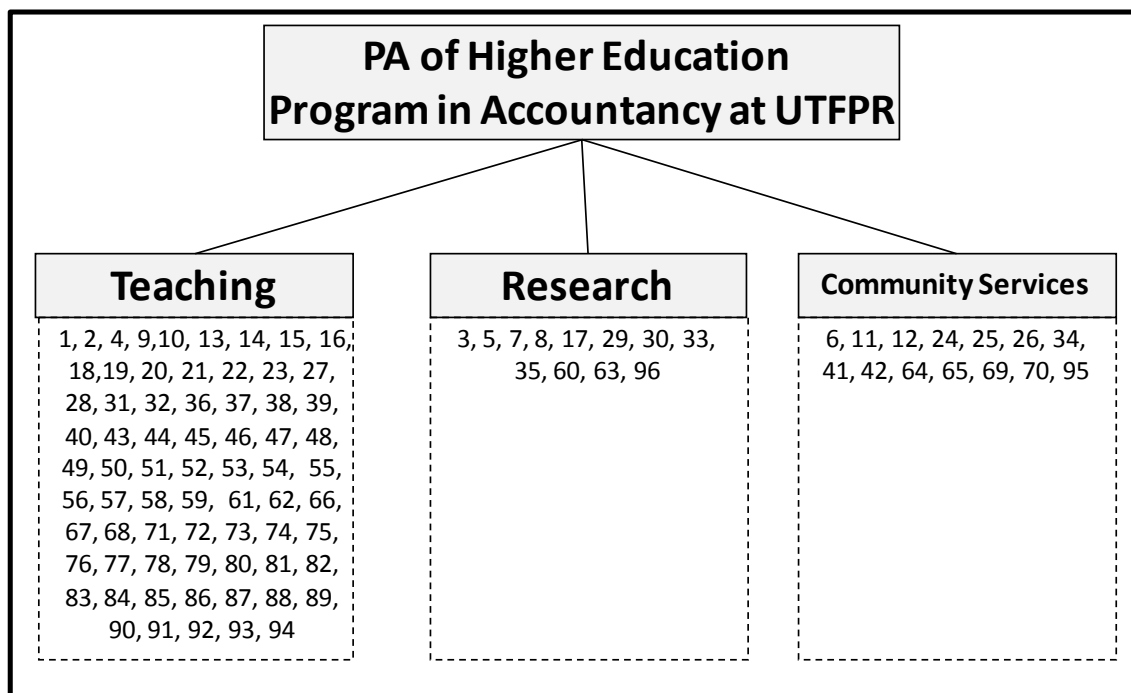 PA of Higher Education
Program in Accountancy at UTFPR
Teaching
1, 2, 4, 9,10, 13, 14, 15, 16,
18,19, 20, 21, 22, 23, 27,
28, 31, 32, 36, 37, 38, 39,
40, 43, 44, 45, 46, 47, 48,
49, 50, 51, 52, 53, 54, 55,
56, 57, 58, 59, 61, 62, 66,
67, 68, 71, 72, 73, 74, 75,
76, 77, 78, 79, 80, 81, 82,
83, 84, 85, 86, 87, 88, 89,
90, 91, 92, 93, 94
Research
3, 5, 7, 8, 17, 29, 30, 33,
35, 60, 63, 96
Community Services
6, 11, 12, 24, 25, 26, 34,
41, 42, 64, 65, 69, 70, 95